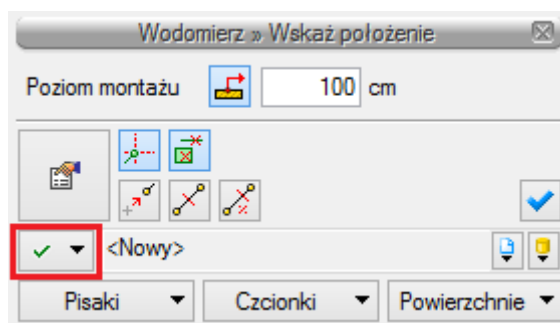 Wodomierz » Wskaż położenie
Poziom montażu 100 cm
<Nowy>
Pisaki Czcionki Powierzchnie